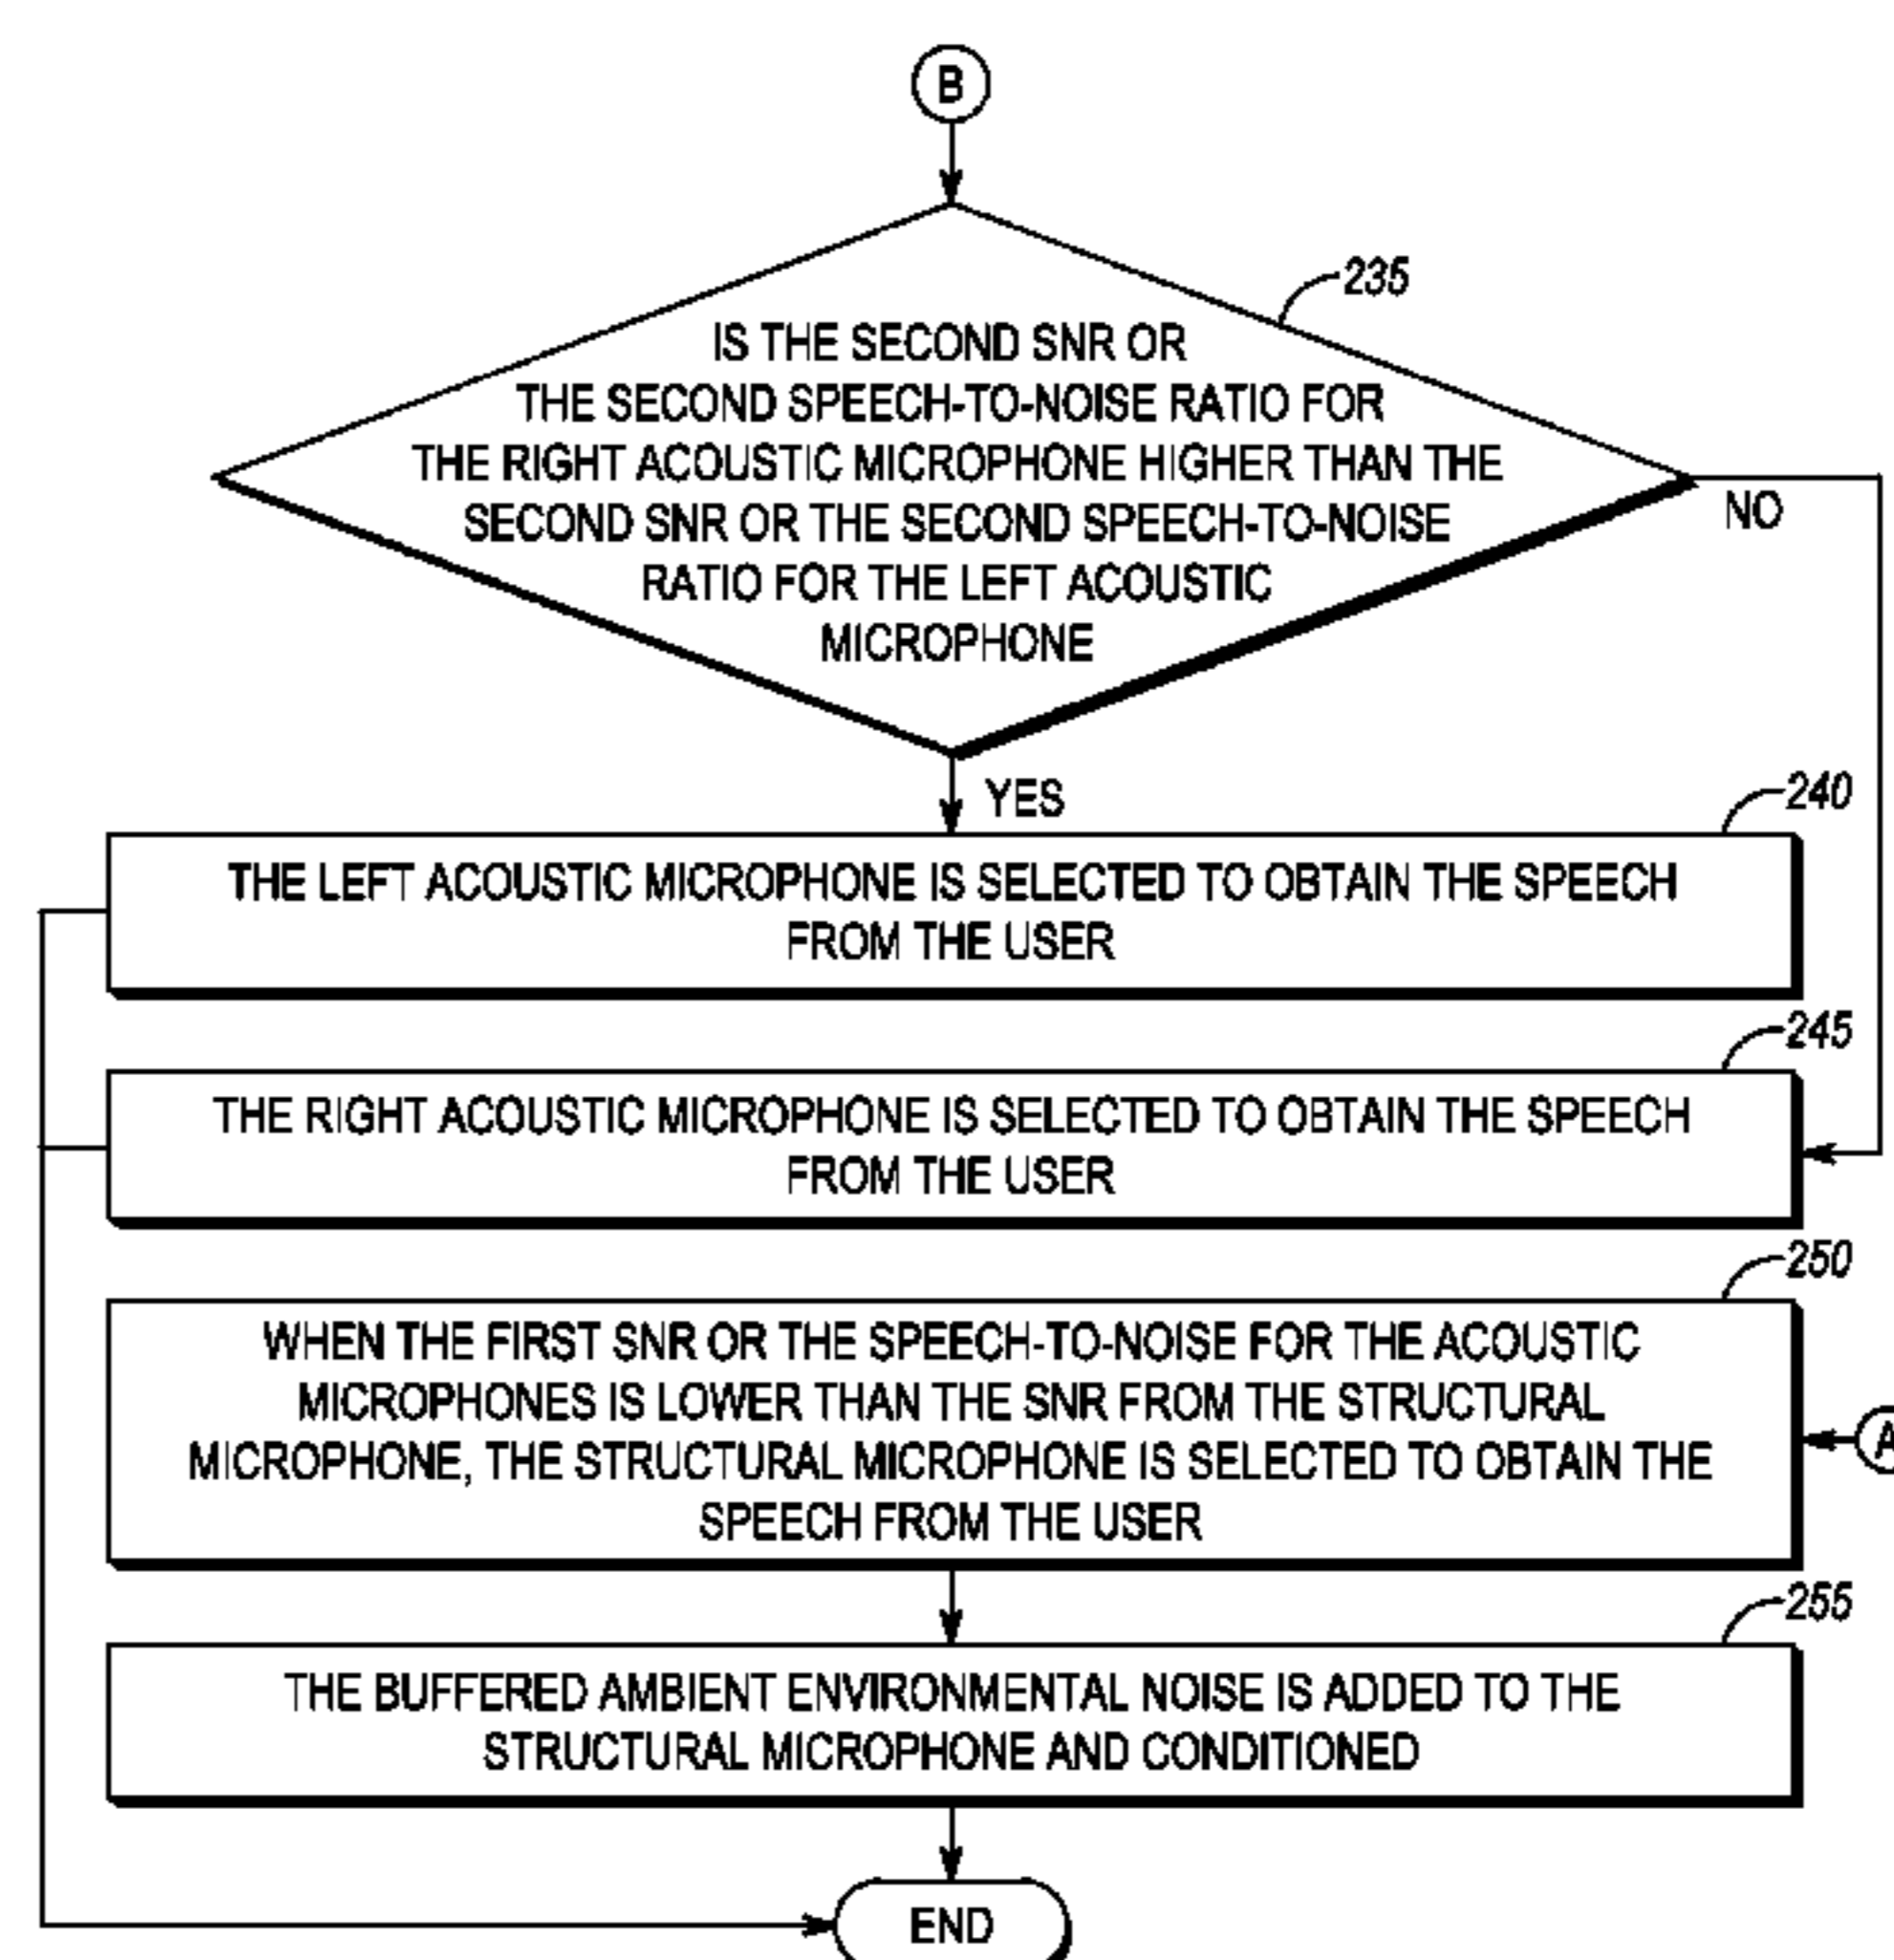 B
235
IS THE SECOND SNR OR
THE SECOND SPEECH-TO-NOISE RATIO FOR
THE RIGHT ACOUSTIC MICROPHONE HIGHER THAN THE
SECOND SNR OR THE SECOND SPEECH-TO-NOISE
RATIO FOR THE LEFT ACOUSTIC
MICROPHONE
NO
YES
240
THE LEFT ACOUSTIC MICROPHONE IS SELECTED TO OBTAIN THE SPEECH
FROM THE USER
245
THE RIGHT ACOUSTIC MICROPHONE IS SELECTED TO OBTAIN THE SPEECH
FROM THE USER
250
WHEN THE FIRST SNR OR THE SPEECH-TO-NOISE FOR THE ACOUSTIC
MICROPHONES IS LOWER THAN THE SNR FROM THE STRUCTURAL
MICROPHONE, THE STRUCTURAL MICROPHONE IS SELECTED TO OBTAIN THE
SPEECH FROM THE USER
A
255
THE BUFFERED AMBIENT ENVIRONMENTAL NOISE IS ADDED TO THE
STRUCTURAL MICROPHONE AND CONDITIONED
END